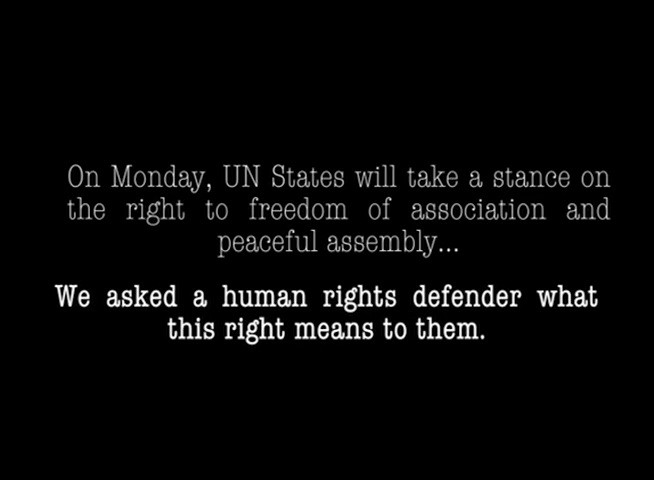 On Monday, UN States will take a stance on
the right to freedom of association and
peaceful assembly...
We asked a human rights defender what
this right means to them.